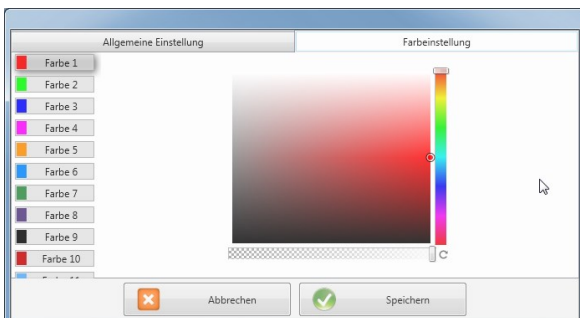 Allgemeine Einstellung Farbeinstellung
Farbe 1
Farbe 2
Farbe 3
Farbe 4
Farbe 5
Farbe 6
Farbe 7
Farbe 8
Farbe 9
Farbe 10
Abbrechen Speichern